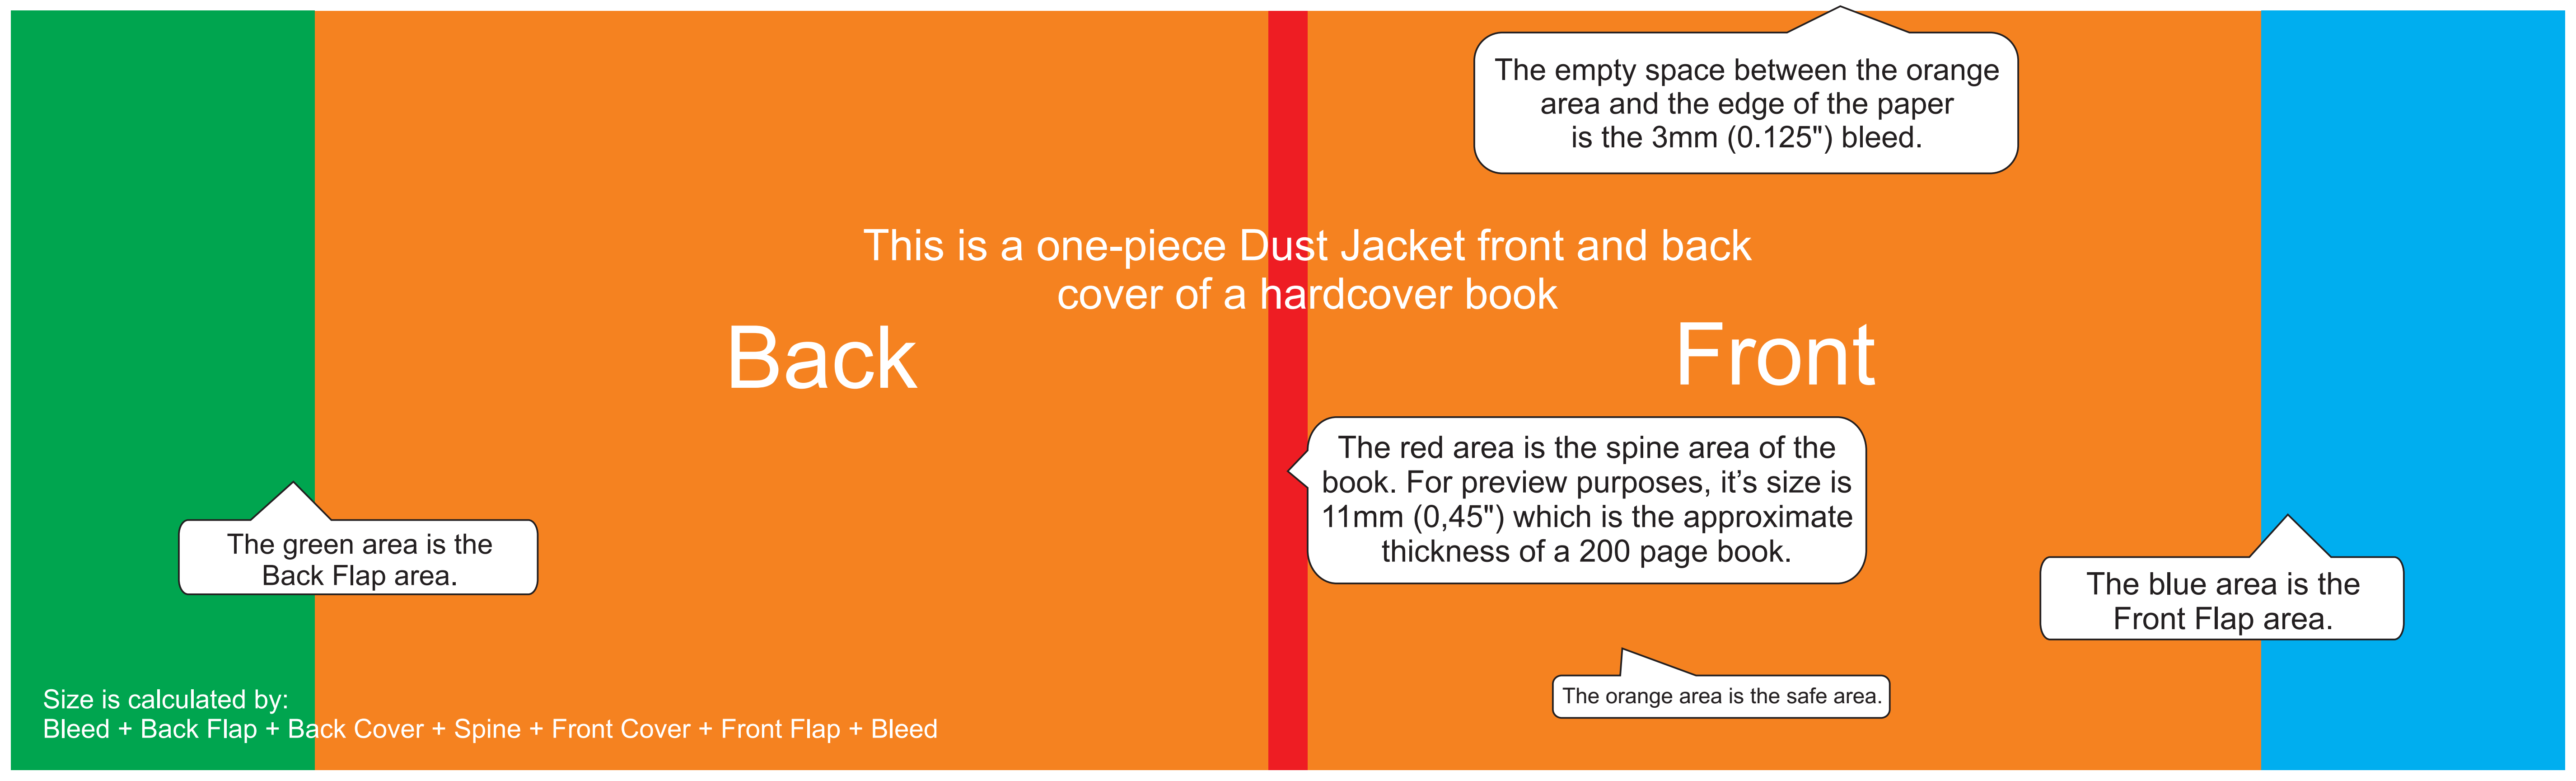 The empty space between the orange
area and the edge of the paper
is the 3mm (0.125") bleed.
This is a one-piece Dust Jacket front and back
cover of a hardcover book
Back
Front
The red area is the spine area of the
book. For preview purposes, it’s size is
11mm (0,45") which is the approximate
thickness of a 200 page book.
The green area is the
Back Flap area.
The blue area is the
Front Flap area.
The orange area is the safe area.
Size is calculated by:
Bleed + Back Flap + Back Cover + Spine + Front Cover + Front Flap + Bleed